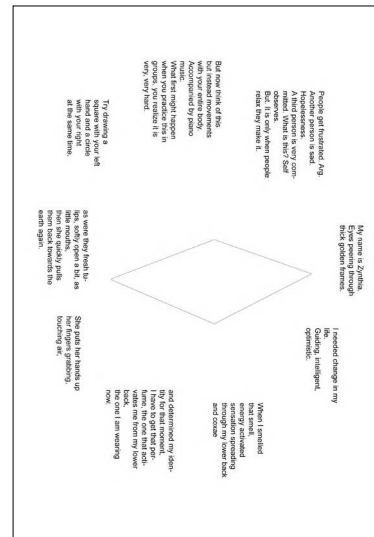 My name is Zynthia.
Eyes peering through
thick golden frames.
I needed change in my
life.
Guiding, intelligent,
optimistic.
When I smelled
that smell,
energy activated
sensation spreading
through my lower back
and coxae
and determined my iden-
tity for that moment,
I have to get that per-
fume, the one that acti-
vates me from my lower
back,
the one I am wearing
now.
She puts her hands up
her fingers grabbing,
touching air,
as were they fresh tu-
lips, softly open a bit, as
little mouths,
then she quickly pulls
them back towards the
earth again.
Try drawing a
square with your left
hand and a circle
with your right
at the same time.
But now think of this
but instead movements
with your entire body.
Accompanied by piano
music.
What first might happen
when you practice this in
groups, you realize it is
very, very hard.
People get frustrated. Arg.
Another person is sad.
Hopelessness.
A third person is very com-
mitted. What is this? Self
observes
But. It is only when people
relax they make it.